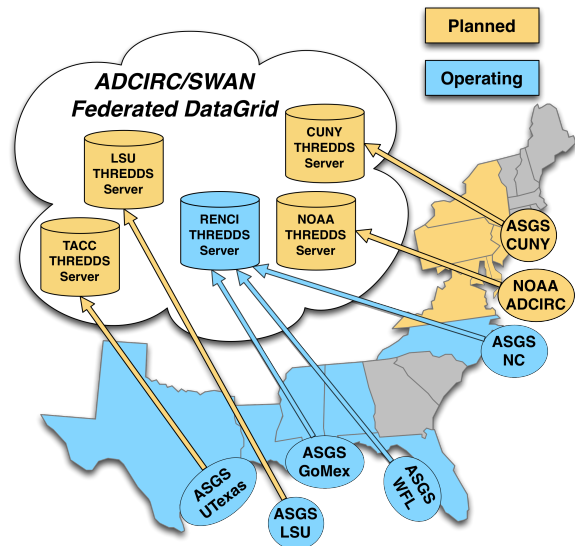 Planned
Operating
ADCIRC/SWAN
Federated DataGrid
CUNY
THREDDS
Server
LSU
THREDDS
Server
RENCI
THREDDS
Server
NOAA
THREDDS
Server
TACC
THREDDS
Server
ASGS
CUNY
NOAA
ADCIRC
ASGS
NC
ASGS
GoMex
ASGS
WFL
ASGS
UTexas
ASGS
LSU